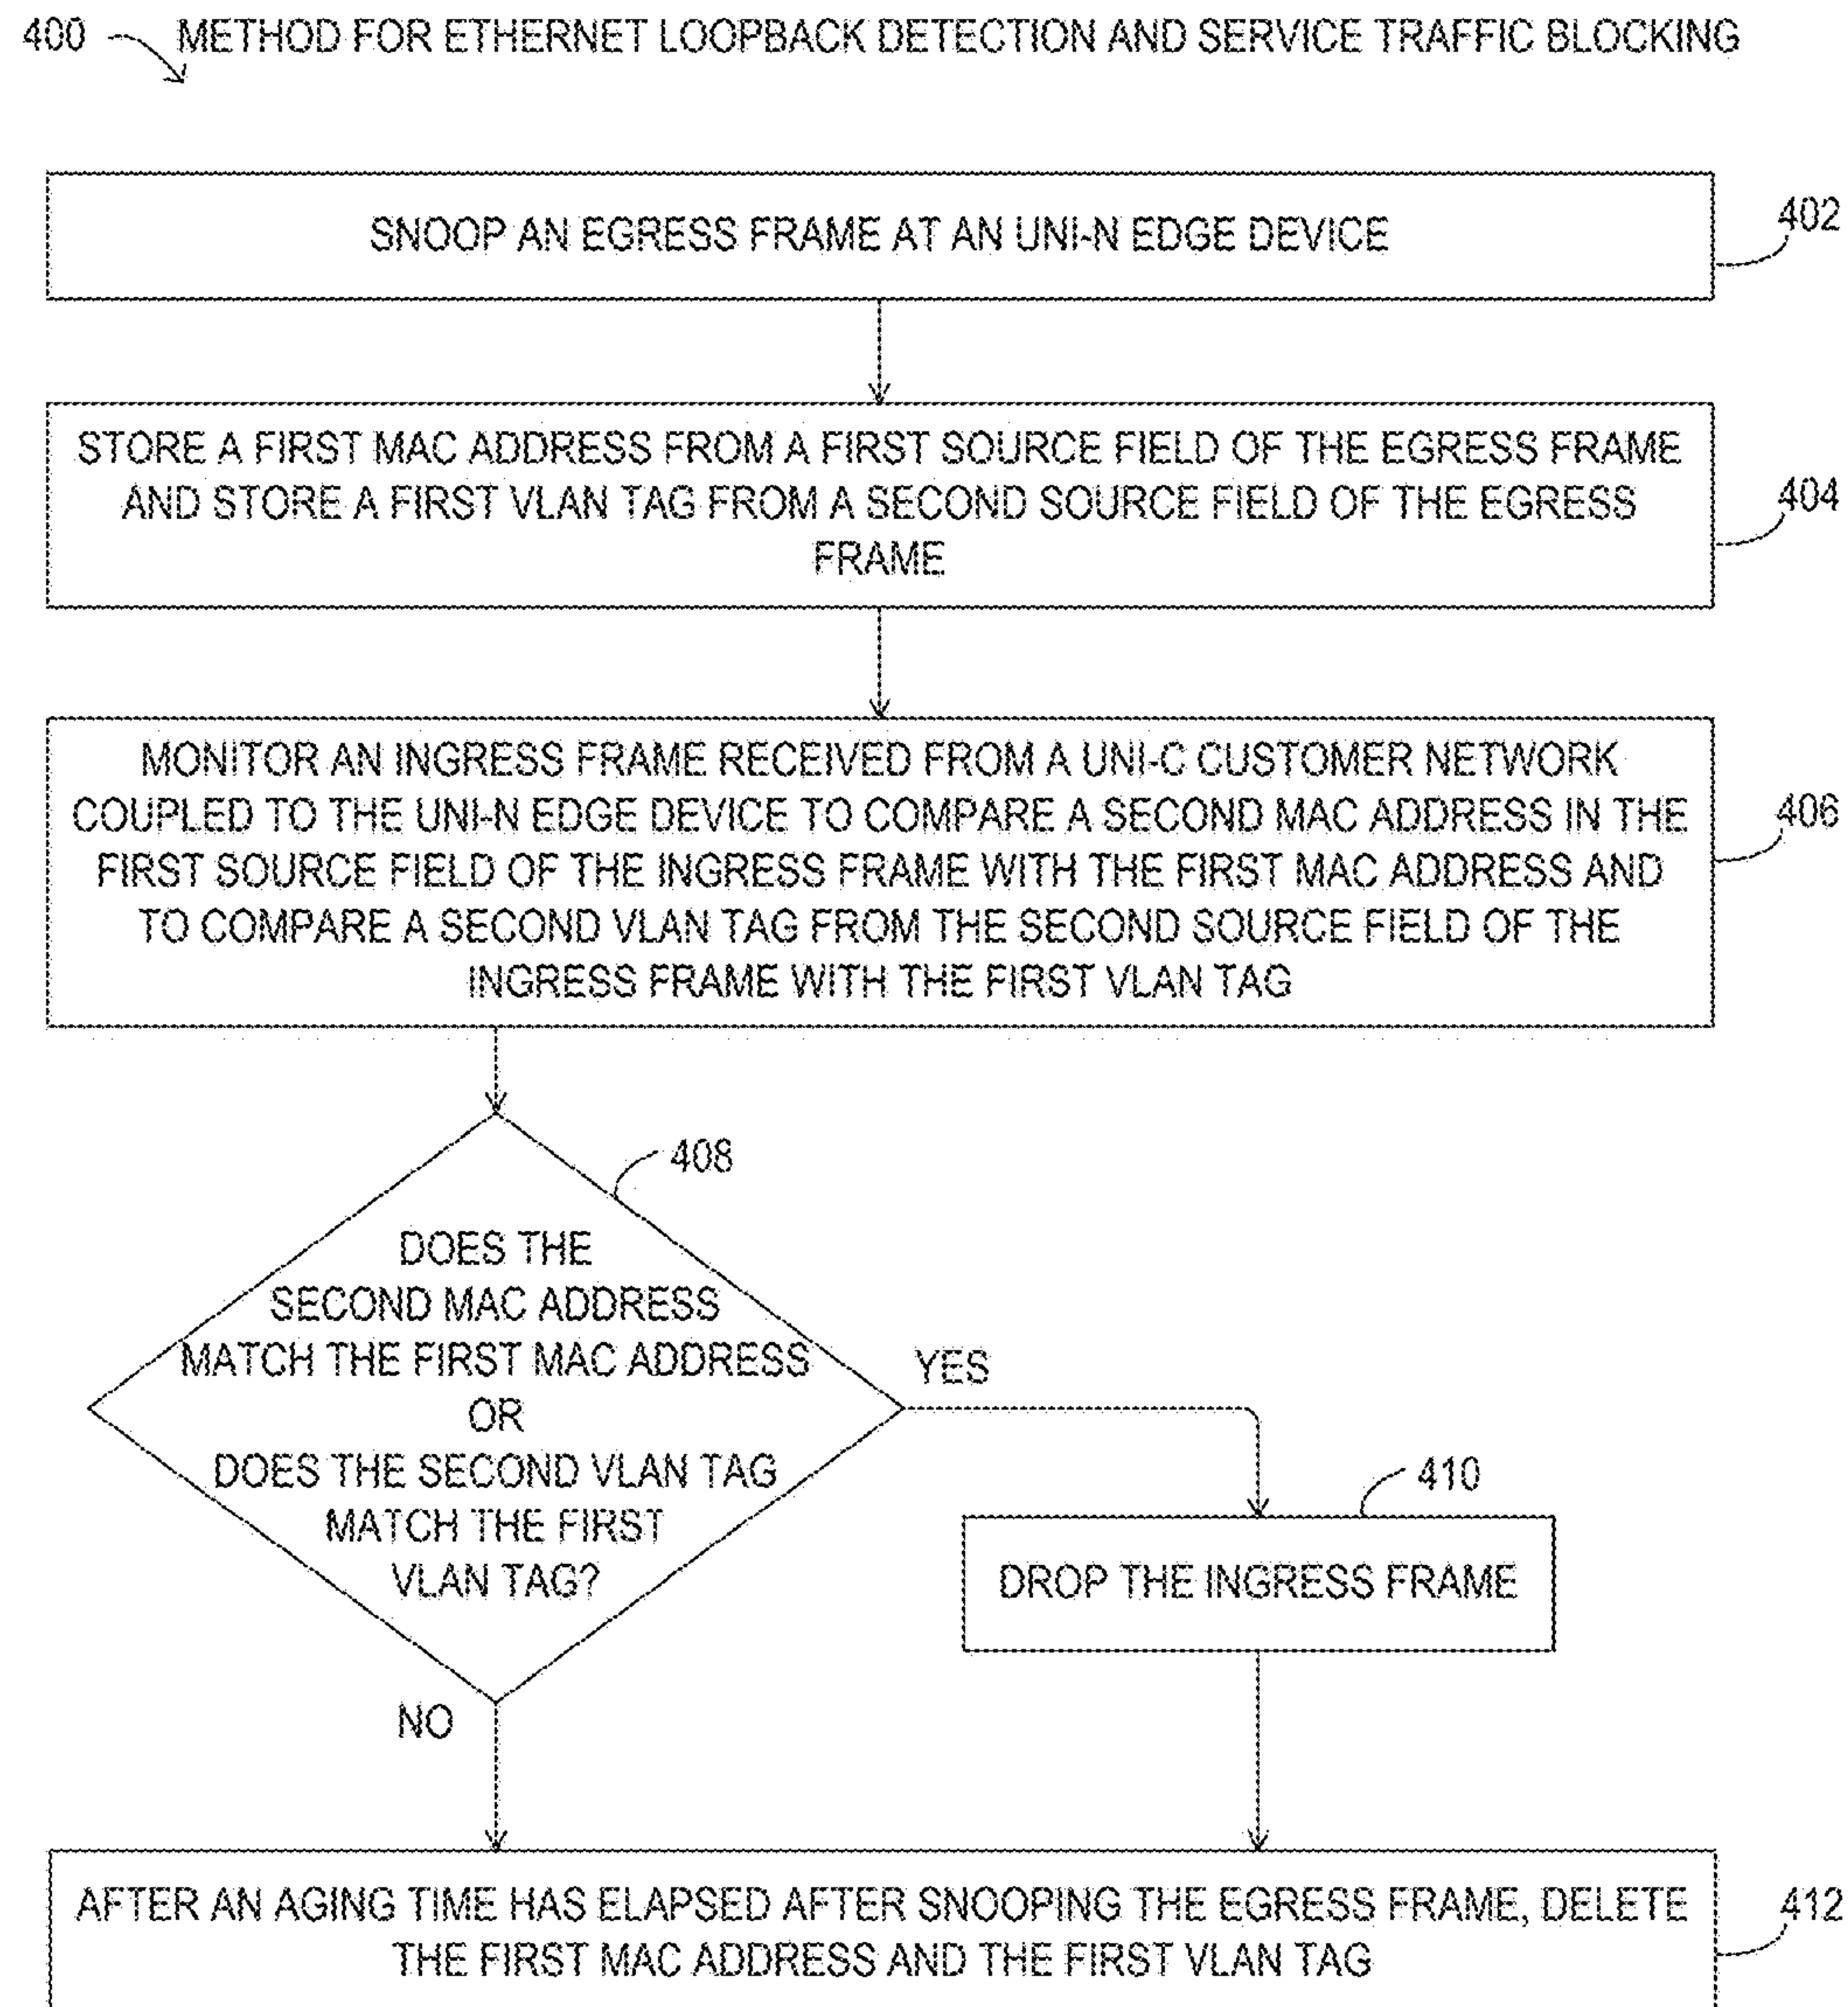 400 METHOD FOR ETHERNET LOOPBACK DETECTION AND SERVICE TRAFFIC BLOCKING
SNOOP AN EGRESS FRAME AT AN UNI-N EDGE DEVICE
402
STORE A FIRST MAC ADDRESS FROM A FIRST SOURCE FIELD OF THE EGRESS FRAME
AND STORE A FIRST VLAN TAG FROM A SECOND SOURCE FIELD OF THE EGRESS
FRAME
404
MONITOR AN INGRESS FRAME RECEIVED FROM A UNI-C CUSTOMER NETWORK
COUPLED TO THE UNI-N EDGE DEVICE TO COMPARE A SECOND MAC ADDRESS IN THE
FIRST SOURCE FIELD OF THE INGRESS FRAME WITH THE FIRST MAC ADDRESS AND
TO COMPARE A SECOND VLAN TAG FROM THE SECOND SOURCE FIELD OF THE
INGRESS FRAME WITH THE FIRST VLAN TAG
406
408
DOES THE
SECOND MAC ADDRESS
MATCH THE FIRST MAC ADDRESS
OR
DOES THE SECOND VLAN TAG
MATCH THE FIRST
VLAN TAG?
YES
410
DROP THE INGRESS FRAME
NO
AFTER AN AGING TIME HAS ELAPSED AFTER SNOOPING THE EGRESS FRAME, DELETE
THE FIRST MAC ADDRESS AND THE FIRST VLAN TAG
412